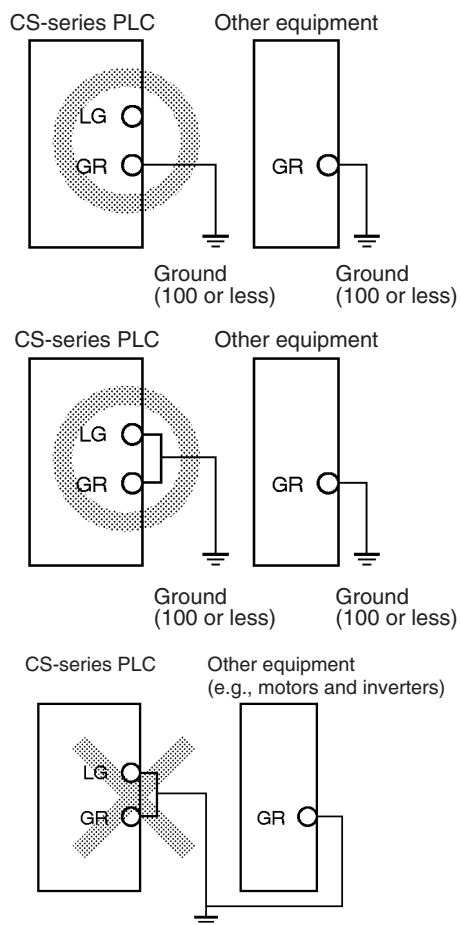 CS-series PLC
Other equipment
LG
GR
GR
Ground
(100 or less)
Ground
(100 or less)
CS-series PLC
Other equipment
LG
GR
GR
Ground
(100 or less)
Ground
(100 or less)
CS-series PLC
Other equipment
(e.g., motors and inverters)
LG
GR
GR